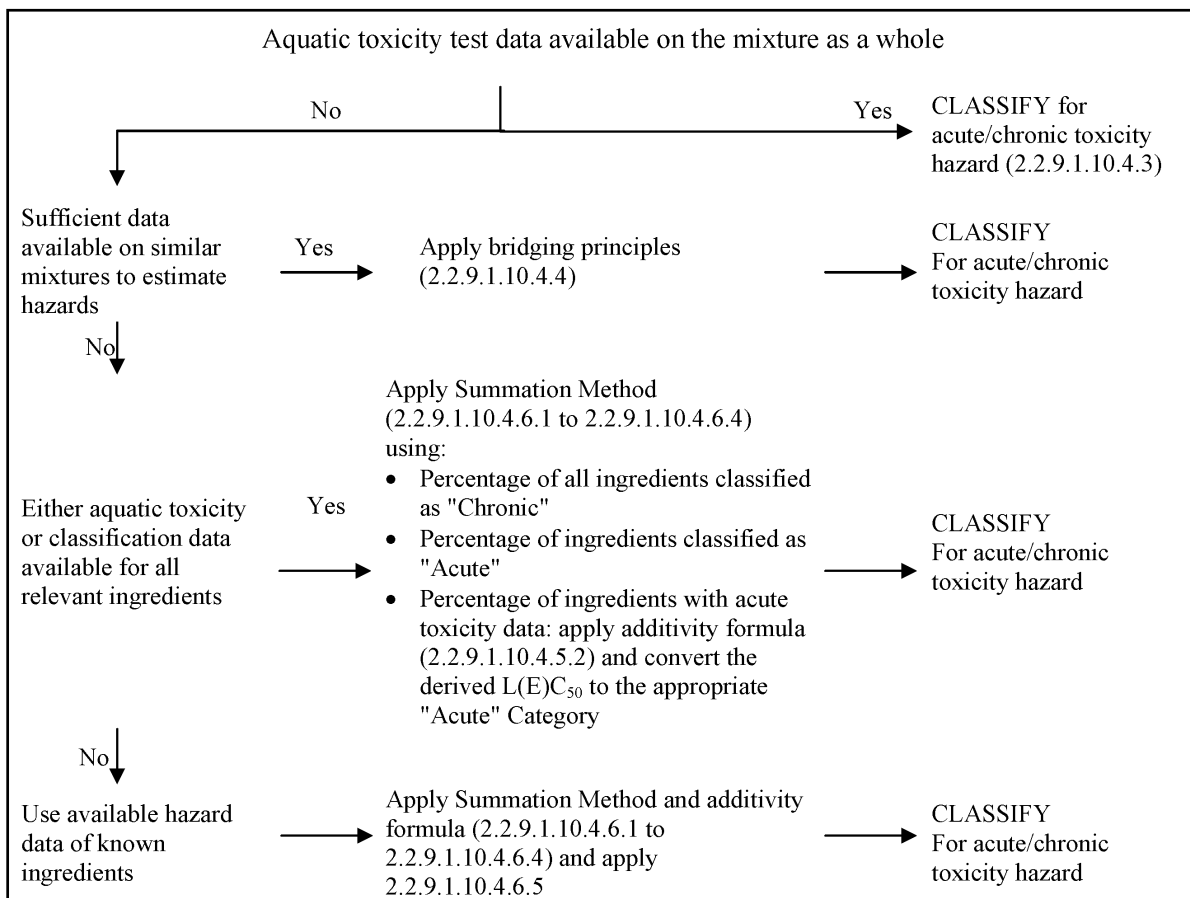 Aquatic toxicity test data available on the mixture as a whole
No
Yes
CLASSIFY for
acute/chronic toxicity
hazard (2.2.9.1.10.4.3)
Sufficient data
available on similar
mixtures to estimate
hazards
Yes
Apply bridging principles
(2.2.9.1.10.4.4)
CLASSIFY
For acute/chronic
toxicity hazard
No
Either aquatic toxicity
or classification data
available for all
relevant ingredients
Yes
Apply Summation Method
(2.2.9.1.10.4.6.1 to 2.2.9.1.10.4.6.4)
using:
• Percentage of all ingredients classified
as "Chronic"
• Percentage of ingredients classified as
"Acute"
• Percentage of ingredients with acute
toxicity data: apply additivity formula
(2.2.9.1.10.4.5.2) and convert the
derived L(E)C₅₀ to the appropriate
"Acute" Category
CLASSIFY
For acute/chronic
toxicity hazard
No
Use available hazard
data of known
ingredients
Apply Summation Method and additivity
formula (2.2.9.1.10.4.6.1 to
2.2.9.1.10.4.6.4) and apply
2.2.9.1.10.4.6.5
CLASSIFY
For acute/chronic
toxicity hazard